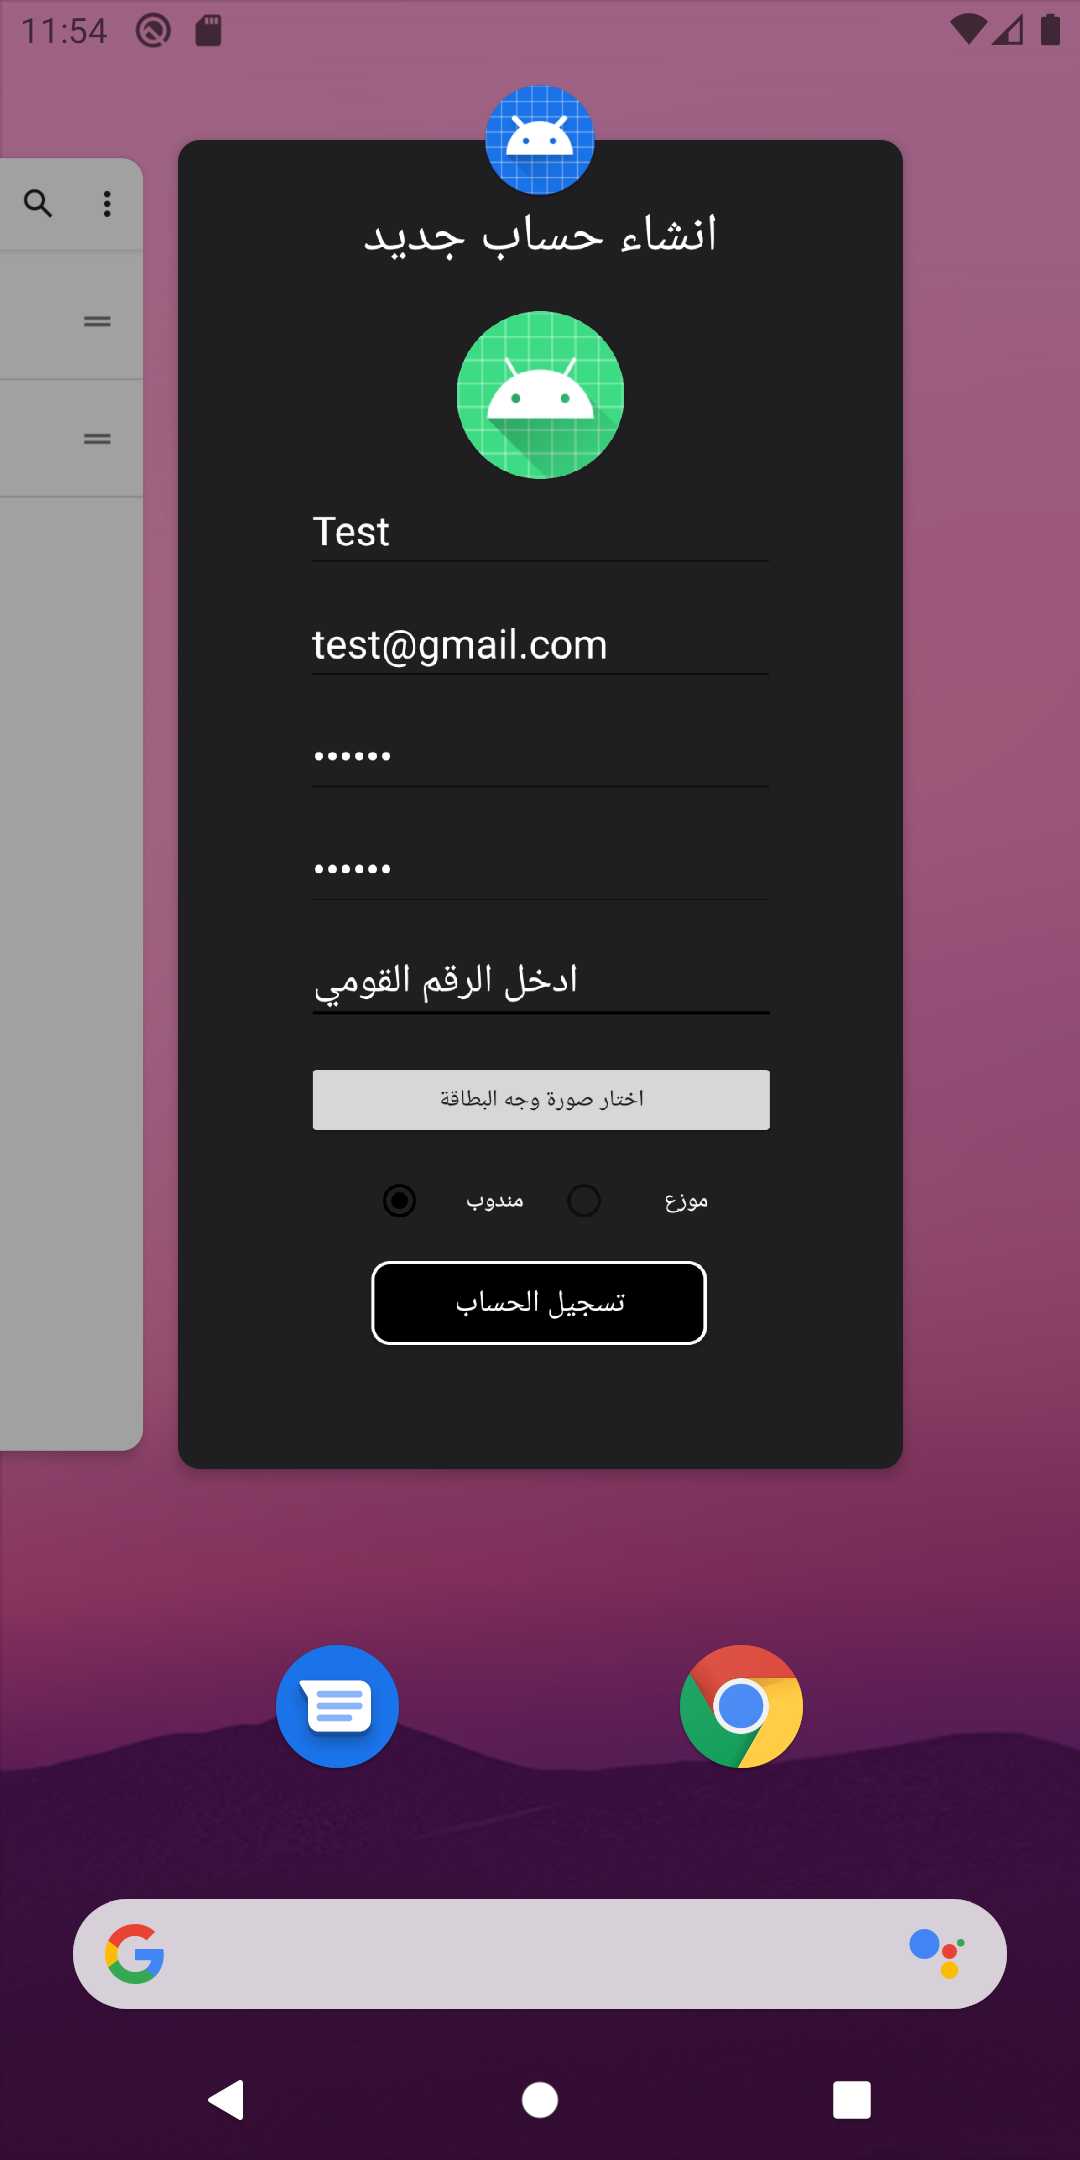 11:54
انشاء حساب جديد
Test
test@gmail.com
••••••
••••••
ادخل الرقم القومي
اختار صورة وجه البطاقة
موزع
مندوب
تسجيل الحساب